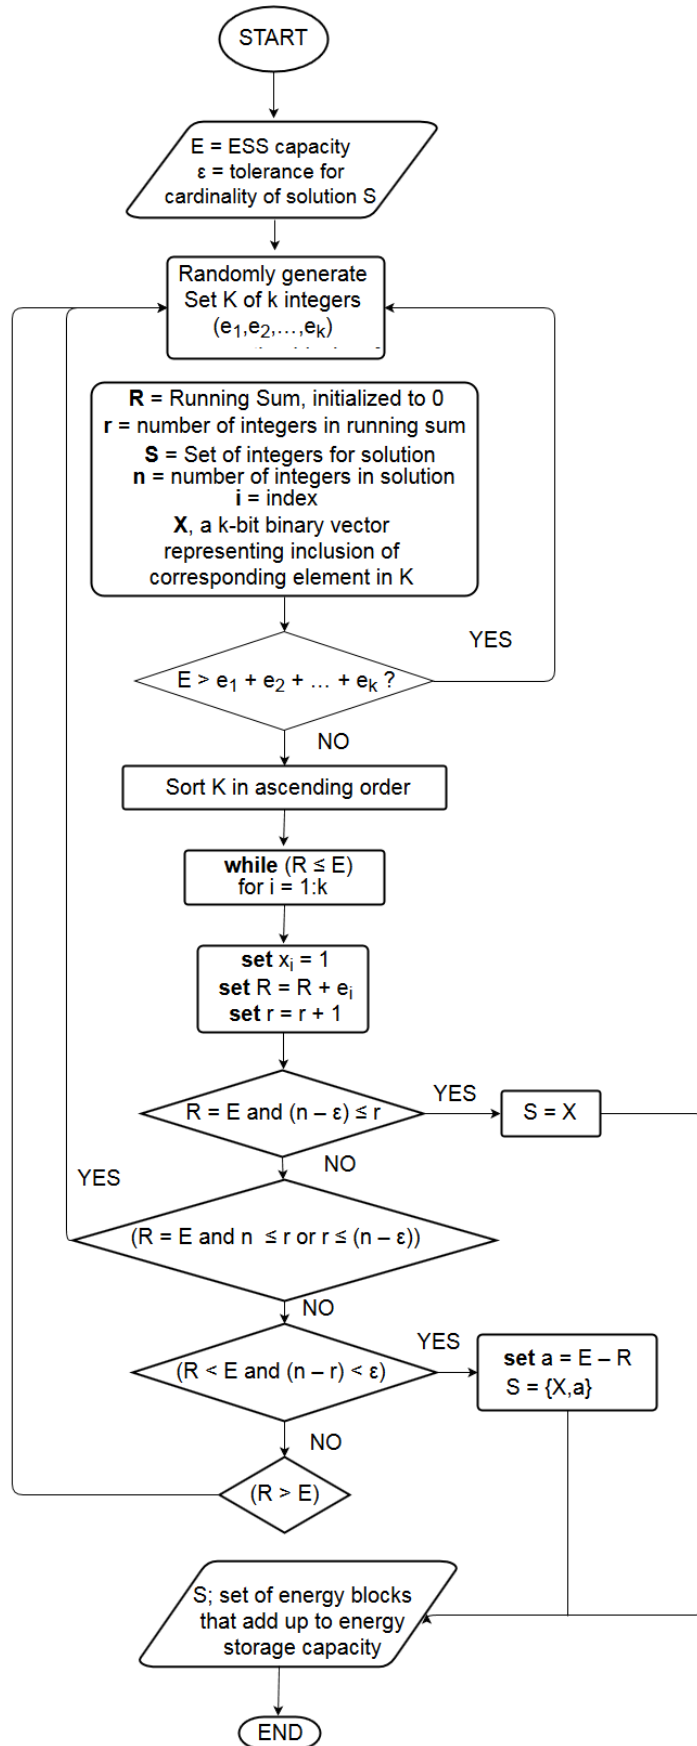 START
E = ESS capacity
ε = tolerance for
cardinality of solution S
Randomly generate
Set K of k integers
(e₁,e₂,…,eₖ)
R = Running Sum, initialized to 0
r = number of integers in running sum
S = Set of integers for solution
n = number of integers in solution
i = index
X, a k-bit binary vector
representing inclusion of
corresponding element in K
YES
E > e₁ + e₂ + … + eₖ ?
NO
Sort K in ascending order
while (R ≤ E)
for i = 1:k
set xᵢ = 1
set R = R + eᵢ
set r = r + 1
R = E and (n – ε) ≤ r
YES
S = X
NO
YES
(R = E and n ≤ r or r ≤ (n – ε))
NO
(R < E and (n – r) < ε)
YES
set a = E – R
S = {X,a}
NO
(R > E)
S; set of energy blocks
that add up to energy
storage capacity
END